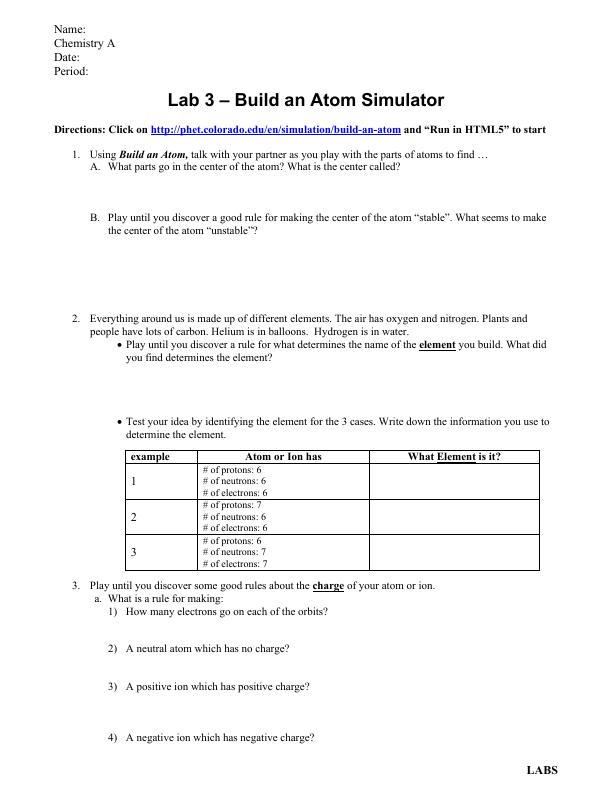 Name:
Chemistry A
Date:
Period:
Lab 3 – Build an Atom Simulator
Directions: Click on http://phet.colorado.edu/en/simulation/build-an-atom and “Run in HTML5” to start
1. Using Build an Atom, talk with your partner as you play with the parts of atoms to find …
A. What parts go in the center of the atom? What is the center called?
B. Play until you discover a good rule for making the center of the atom “stable”. What seems to make
the center of the atom “unstable”?
2. Everything around us is made up of different elements. The air has oxygen and nitrogen. Plants and
people have lots of carbon. Helium is in balloons. Hydrogen is in water.
• Play until you discover a rule for what determines the name of the element you build. What did
you find determines the element?
• Test your idea by identifying the element for the 3 cases. Write down the information you use to
determine the element.
example Atom or Ion has What Element is it?
1
# of protons: 6
# of neutrons: 6
# of electrons: 6
2
# of protons: 7
# of neutrons: 6
# of electrons: 6
3
# of protons: 6
# of neutrons: 7
# of electrons: 7
3. Play until you discover some good rules about the charge of your atom or ion.
a. What is a rule for making:
1) How many electrons go on each of the orbits?
2) A neutral atom which has no charge?
3) A positive ion which has positive charge?
4) A negative ion which has negative charge?
LABS